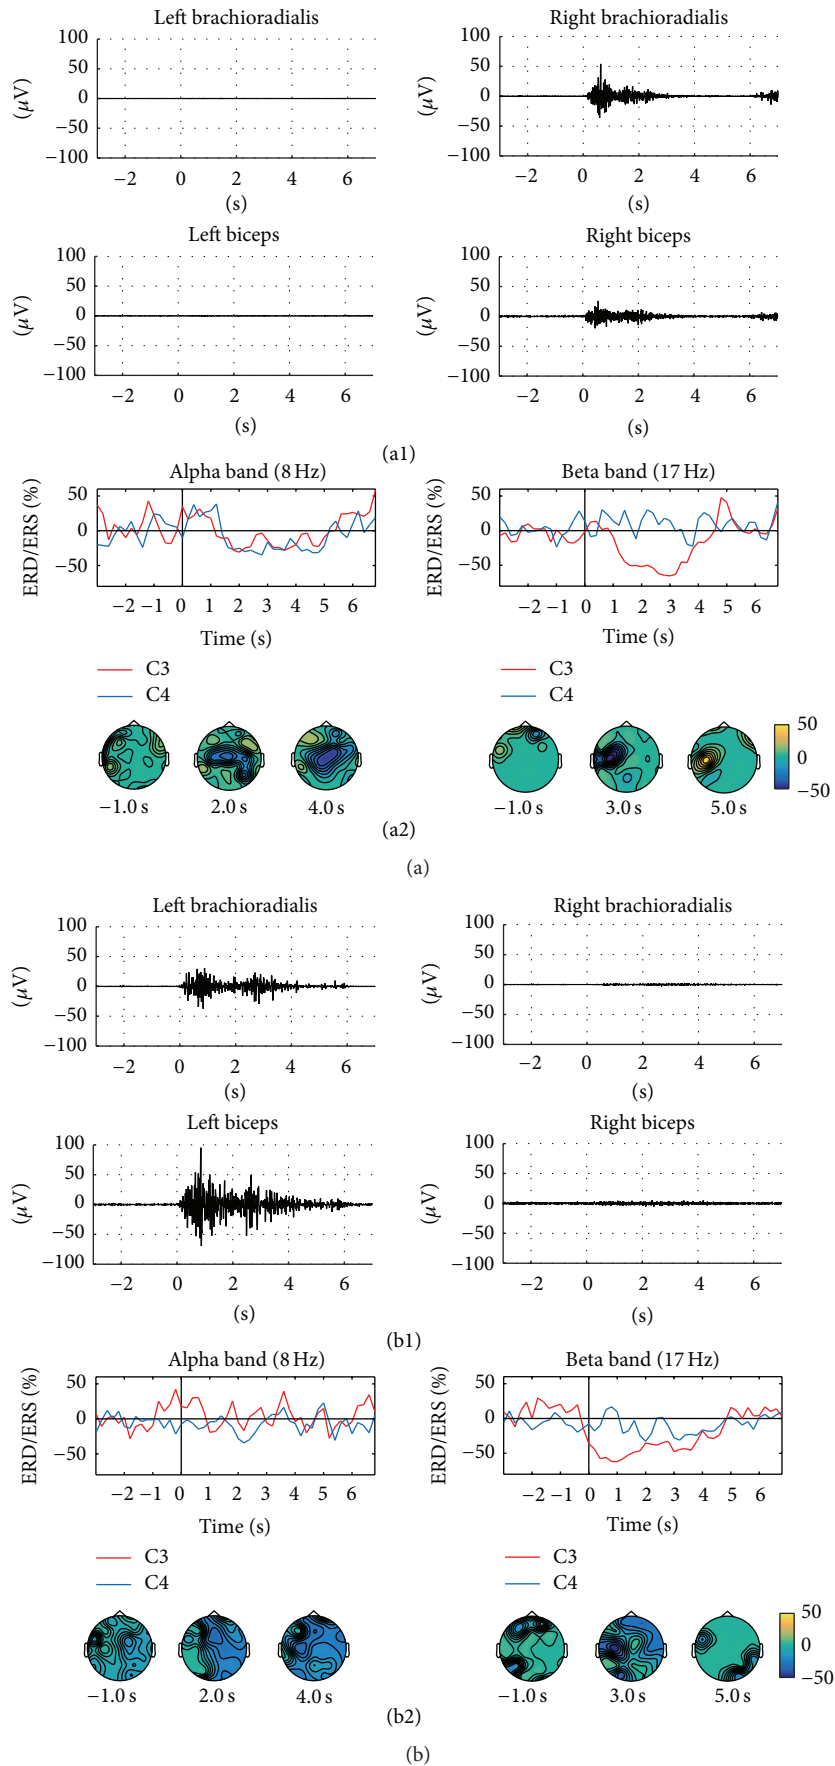 Left brachioradialis
Right brachioradialis
100
50
0
−50
−100
(µV)
−2 0 2 4 6
(s)
100
50
0
−50
−100
(µV)
−2 0 2 4 6
(s)
Left biceps
Right biceps
100
50
0
−50
−100
(µV)
−2 0 2 4 6
(s)
100
50
0
−50
−100
(µV)
−2 0 2 4 6
(s)
(a1)
Alpha band (8 Hz)
Beta band (17 Hz)
ERD/ERS (%)
50
0
−50
−2 −1 0 1 2 3 4 5 6
Time (s)
ERD/ERS (%)
50
0
−50
−2 −1 0 1 2 3 4 5 6
Time (s)
C3
C4
C3
C4
−1.0 s 2.0 s 4.0 s
−1.0 s 3.0 s 5.0 s
50
0
−50
(a2)
(a)
Left brachioradialis
Right brachioradialis
100
50
0
−50
−100
(µV)
−2 0 2 4 6
(s)
100
50
0
−50
−100
(µV)
−2 0 2 4 6
(s)
Left biceps
Right biceps
100
50
0
−50
−100
(µV)
−2 0 2 4 6
(s)
100
50
0
−50
−100
(µV)
−2 0 2 4 6
(s)
(b1)
Alpha band (8 Hz)
Beta band (17 Hz)
ERD/ERS (%)
50
0
−50
−2 −1 0 1 2 3 4 5 6
Time (s)
ERD/ERS (%)
50
0
−50
−2 −1 0 1 2 3 4 5 6
Time (s)
C3
C4
C3
C4
−1.0 s 2.0 s 4.0 s
−1.0 s 3.0 s 5.0 s
50
0
−50
(b2)
(b)